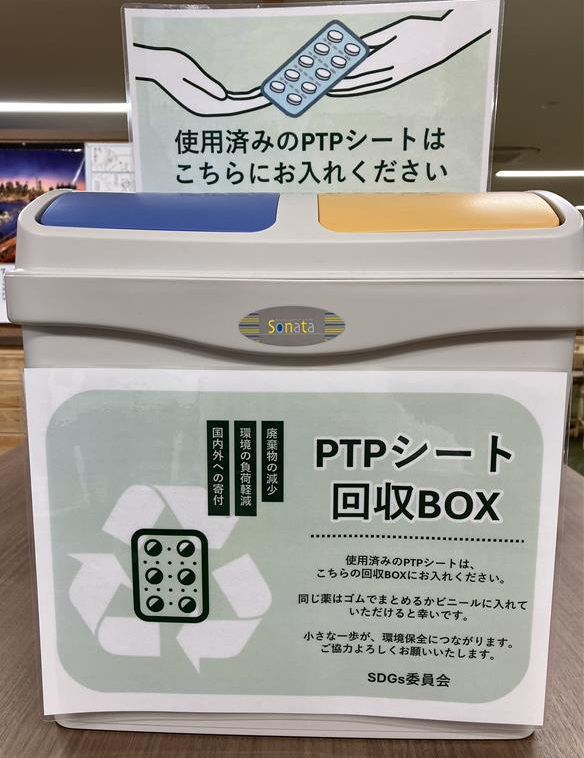 使用済みのPTPシートは
こちらにお入れください
Sonata
廃棄物の減少
環境の負荷軽減
国内外への寄付
PTPシート
回収BOX
使用済みのPTPシートは、
こちらの回収BOXにお入れください。
同じ薬はゴムでまとめるかビニールに入れて
いただけると幸いです。
小さな一歩が、環境保全につながります。
ご協力よろしくお願いいたします。
SDGs委員会